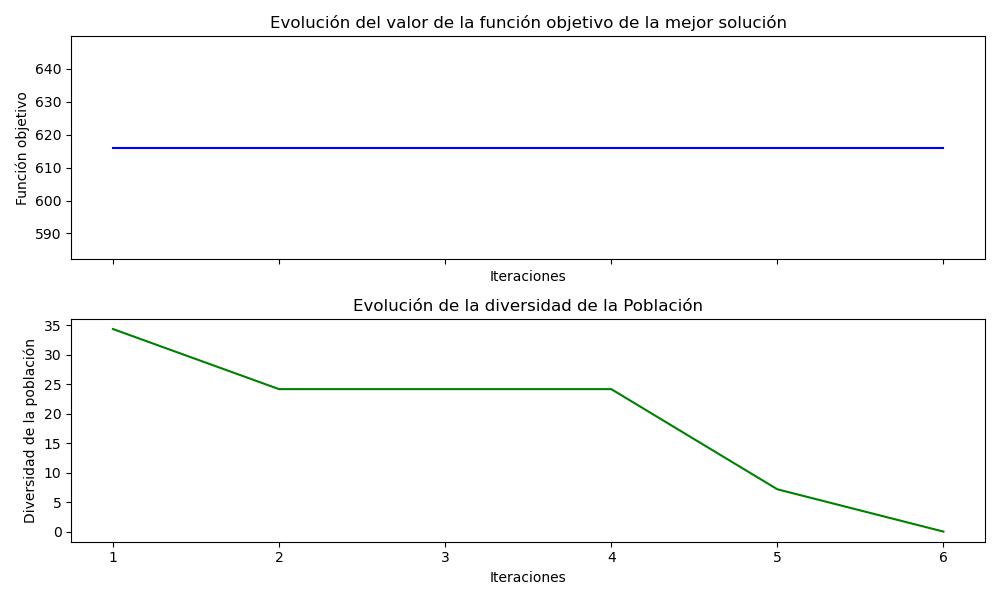 Evolución del valor de la función objetivo de la mejor solución
Función objetivo
640
630
620
610
600
590
Iteraciones
Evolución de la diversidad de la Población
Diversidad de la población
35
30
25
20
15
10
5
0
1 2 3 4 5 6
Iteraciones